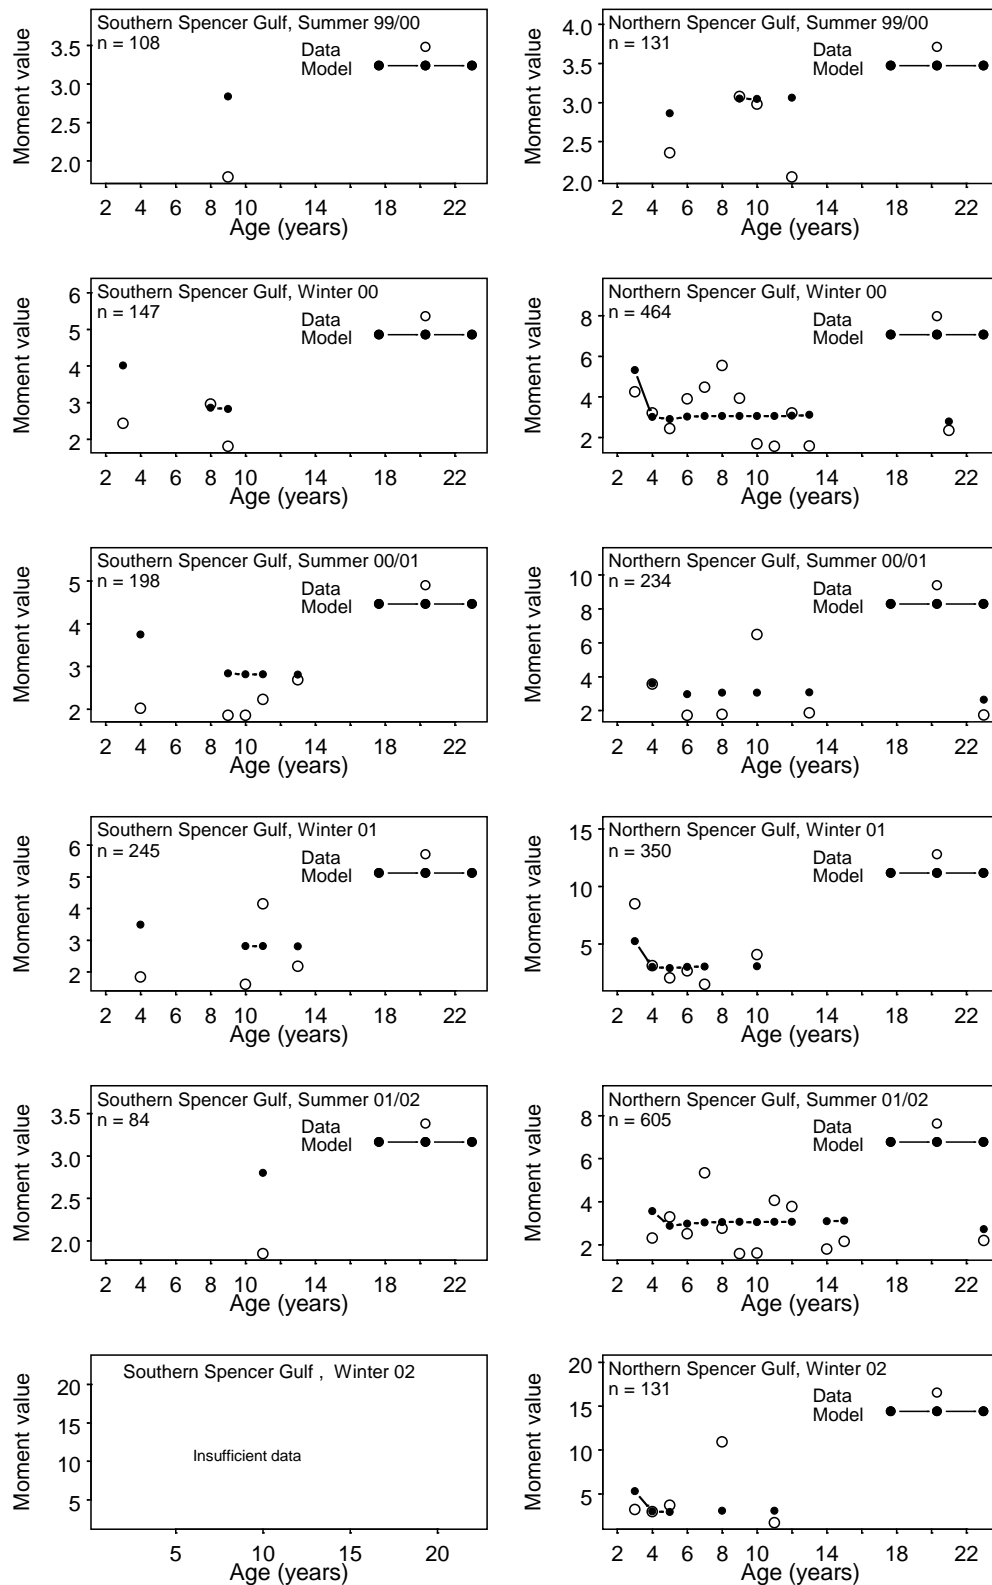 Southern Spencer Gulf, Summer 99/00
n = 108
Data
Model
Moment value
3.5
3.0
2.5
2.0
2 4 6 8 10 14 18 22
Age (years)
Northern Spencer Gulf, Summer 99/00
n = 131
Data
Model
Moment value
4.0
3.5
3.0
2.5
2.0
2 4 6 8 10 14 18 22
Age (years)
Southern Spencer Gulf, Winter 00
n = 147
Data
Model
Moment value
6
5
4
3
2
2 4 6 8 10 14 18 22
Age (years)
Northern Spencer Gulf, Winter 00
n = 464
Data
Model
Moment value
8
6
4
2
2 4 6 8 10 14 18 22
Age (years)
Southern Spencer Gulf, Summer 00/01
n = 198
Data
Model
Moment value
5
4
3
2
2 4 6 8 10 14 18 22
Age (years)
Northern Spencer Gulf, Summer 00/01
n = 234
Data
Model
Moment value
10
8
6
4
2
2 4 6 8 10 14 18 22
Age (years)
Southern Spencer Gulf, Winter 01
n = 245
Data
Model
Moment value
6
5
4
3
2
2 4 6 8 10 14 18 22
Age (years)
Northern Spencer Gulf, Winter 01
n = 350
Data
Model
Moment value
15
10
5
2 4 6 8 10 14 18 22
Age (years)
Southern Spencer Gulf, Summer 01/02
n = 84
Data
Model
Moment value
3.5
3.0
2.5
2.0
2 4 6 8 10 14 18 22
Age (years)
Northern Spencer Gulf, Summer 01/02
n = 605
Data
Model
Moment value
8
6
4
2
2 4 6 8 10 14 18 22
Age (years)
Southern Spencer Gulf , Winter 02
Insufficient data
Moment value
20
15
10
5
5 10 15 20
Age (years)
Northern Spencer Gulf, Winter 02
n = 131
Data
Model
Moment value
20
15
10
5
2 4 6 8 10 14 18 22
Age (years)